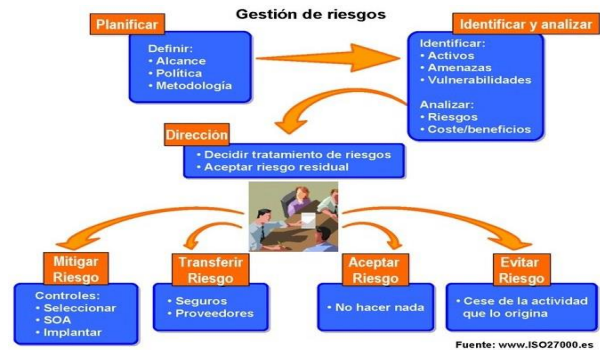 Gestión de riesgos
Planificar
Definir:
• Alcance
• Política
• Metodología
Identificar y analizar
Identificar:
• Activos
• Amenazas
• Vulnerabilidades
Analizar:
• Riesgos
• Coste/beneficios
Dirección
• Decidir tratamiento de riesgos
• Aceptar riesgo residual
Mitigar
Riesgo
Controles:
• Seleccionar
• SOA
• Implantar
Transferir
Riesgo
• Seguros
• Proveedores
Aceptar
Riesgo
• No hacer nada
Evitar
Riesgo
• Cese de la actividad
que lo origina
Fuente: www.ISO27000.es